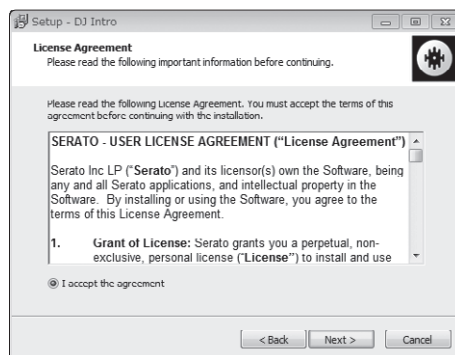 Setup - DJ Intro
License Agreement
Please read the following important information before continuing.
Please read the following License Agreement. You must accept the terms of this
agreement before continuing with the installation.
SERATO - USER LICENSE AGREEMENT ("License Agreement")
Serato Inc LP ("Serato") and its licensor(s) own the Software, being
any and all Serato applications, and intellectual property in the
Software. By installing or using the Software, you agree to the
terms of this License Agreement.
1. Grant of License: Serato grants you a perpetual, non-
exclusive, personal license ("License") to install and use
I accept the agreement
< Back Next > Cancel